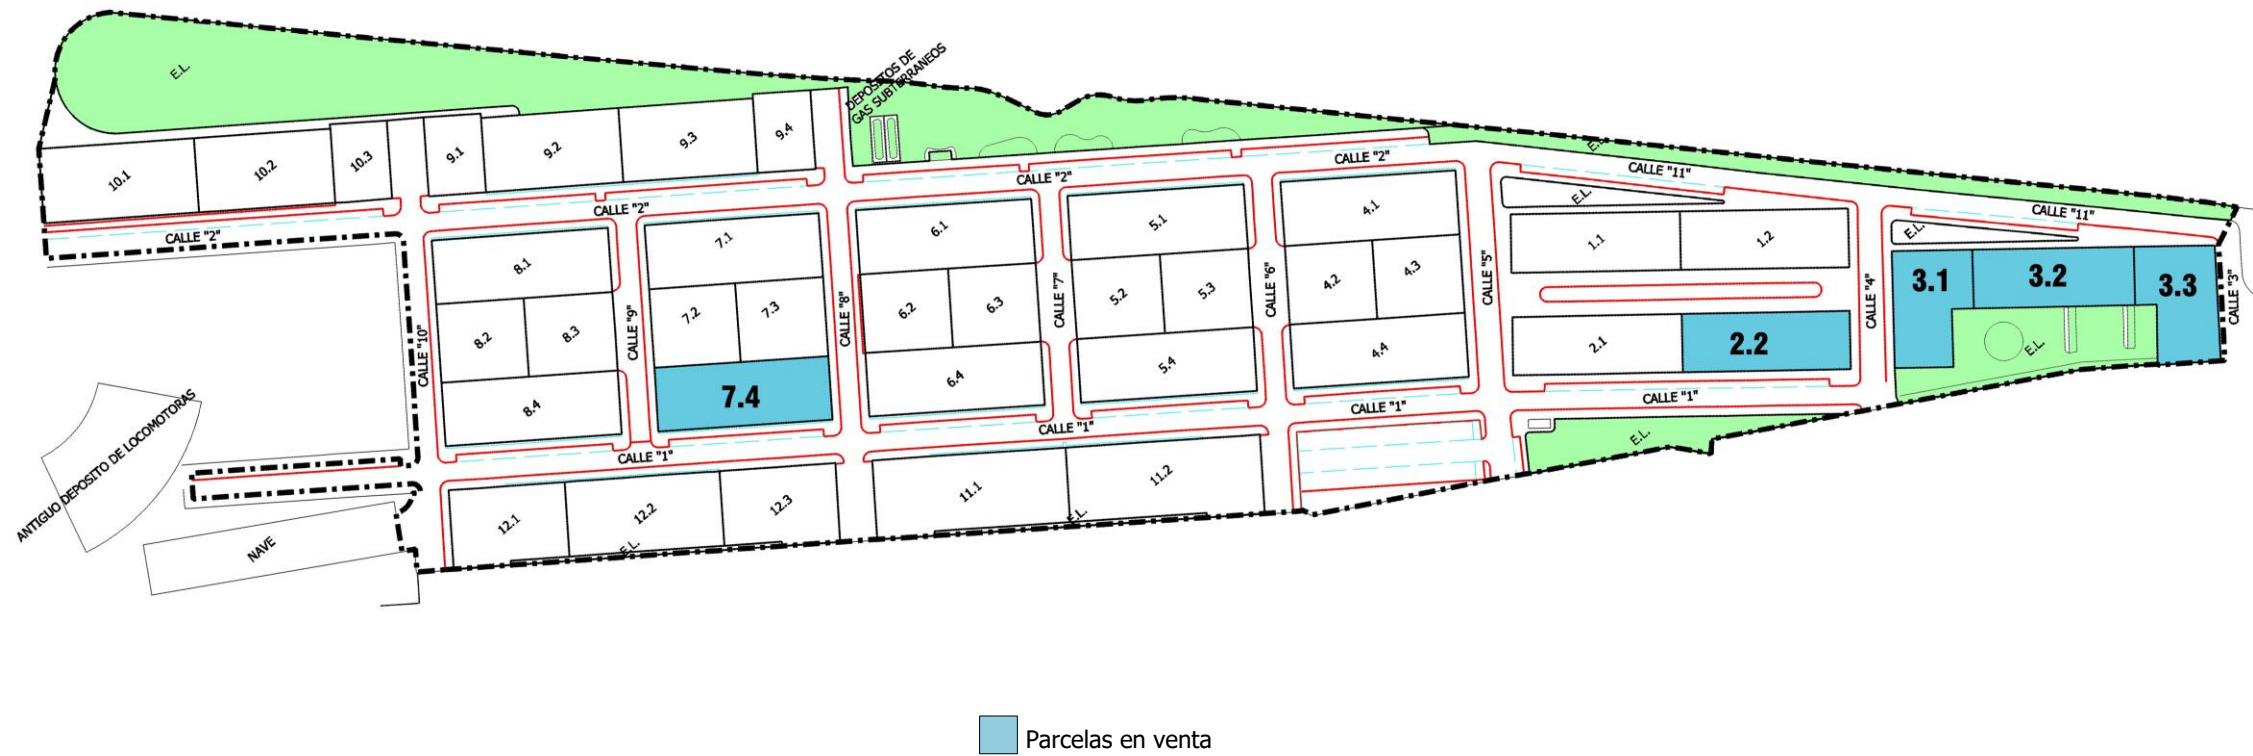 E.L.
DEPOSITOS DE
GAS SUBTERRANEOS
10.1
10.2
10.3
9.1
9.2
9.3
9.4
CALLE "2"
CALLE "2"
CALLE "2"
CALLE "2"
E.L.
CALLE "11"
CALLE "11"
E.L.
E.L.
8.1
8.2
8.3
8.4
7.1
7.2
7.3
7.4
6.1
6.2
6.3
6.4
5.1
5.2
5.3
5.4
4.1
4.2
4.3
4.4
1.1
1.2
2.1
2.2
3.1
3.2
3.3
E.L.
CALLE "10"
CALLE "9"
CALLE "8"
CALLE "7"
CALLE "6"
CALLE "5"
CALLE "4"
CALLE "3"
CALLE "1"
CALLE "1"
CALLE "1"
CALLE "1"
E.L.
ANTIGUO DEPOSITO DE LOCOMOTORAS
NAVE
12.1
12.2
12.3
E.L.
11.1
11.2
E.L.
Parcelas en venta